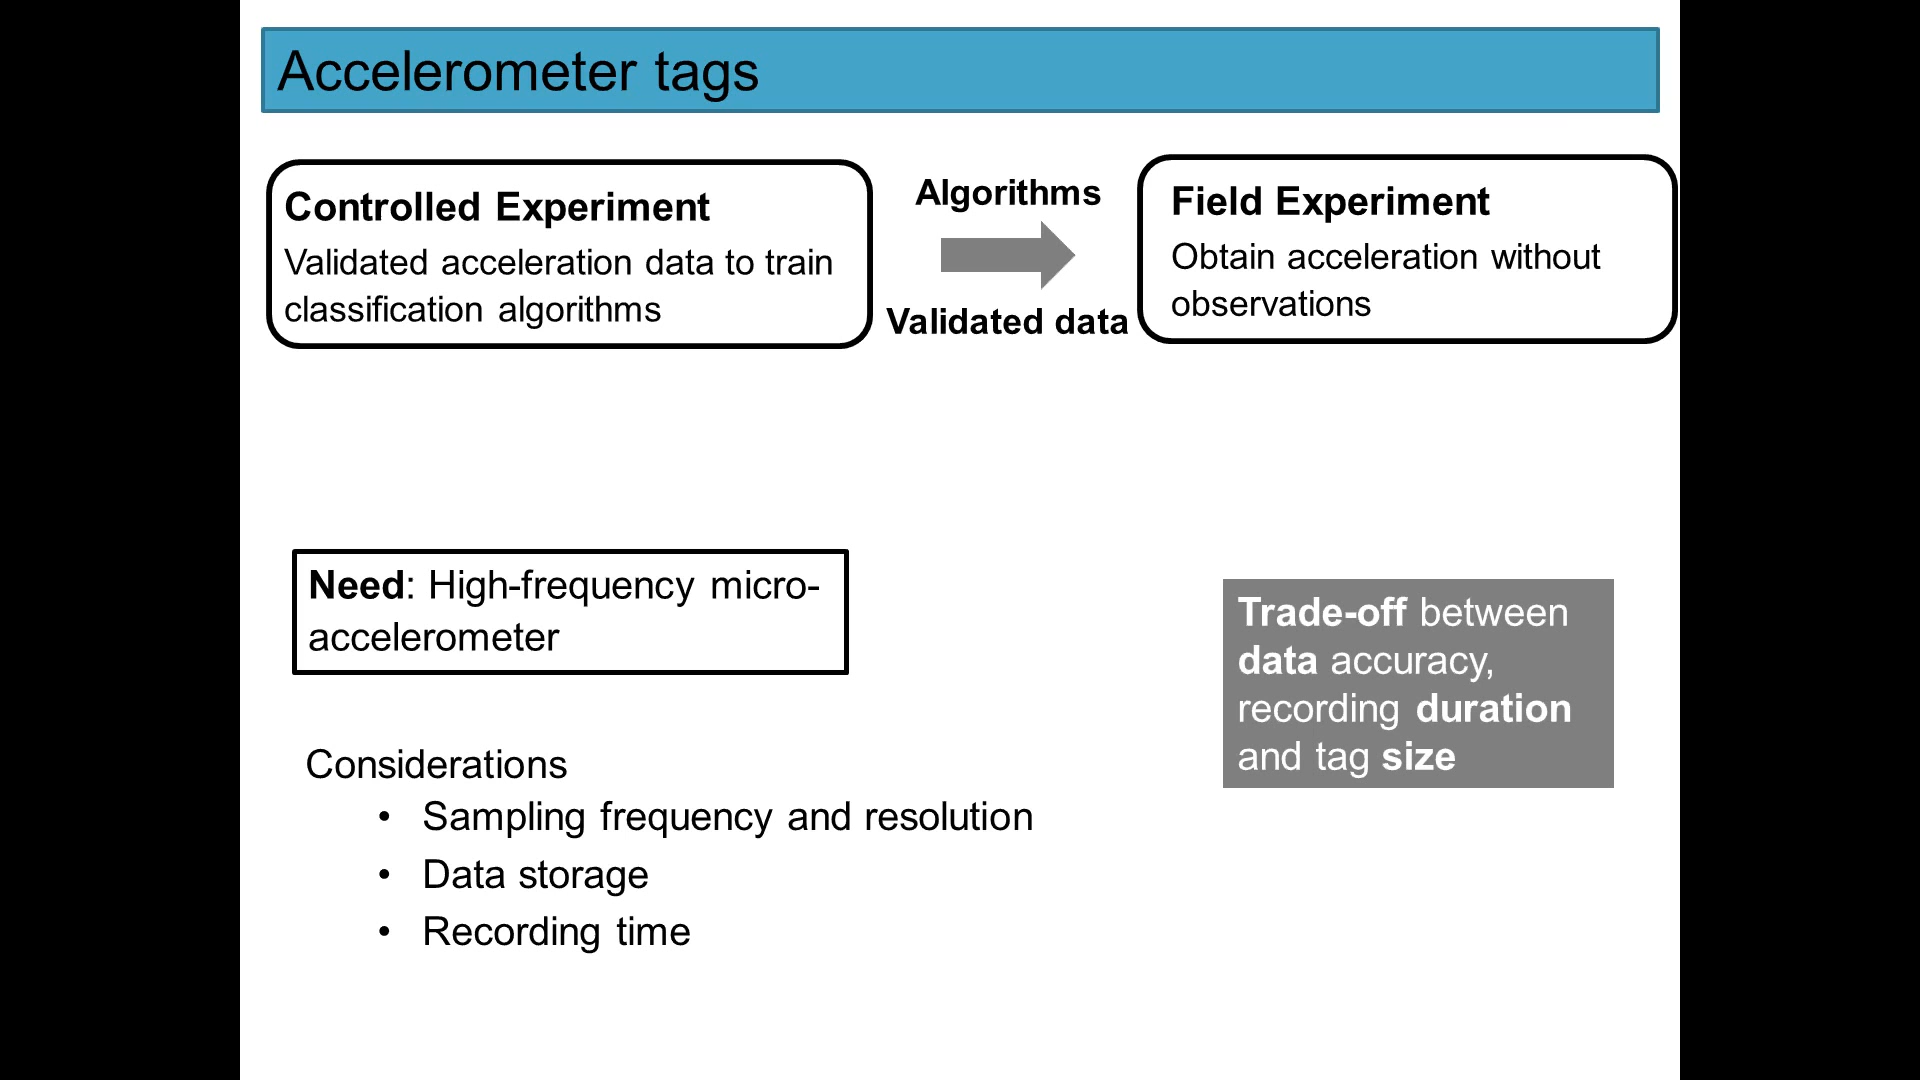 Accelerometer tags
Controlled Experiment
Validated acceleration data to train
classification algorithms
Algorithms
Validated data
Field Experiment
Obtain acceleration without
observations
Need: High-frequency micro-
accelerometer
Trade-off between
data accuracy,
recording duration
and tag size
Considerations
• Sampling frequency and resolution
• Data storage
• Recording time